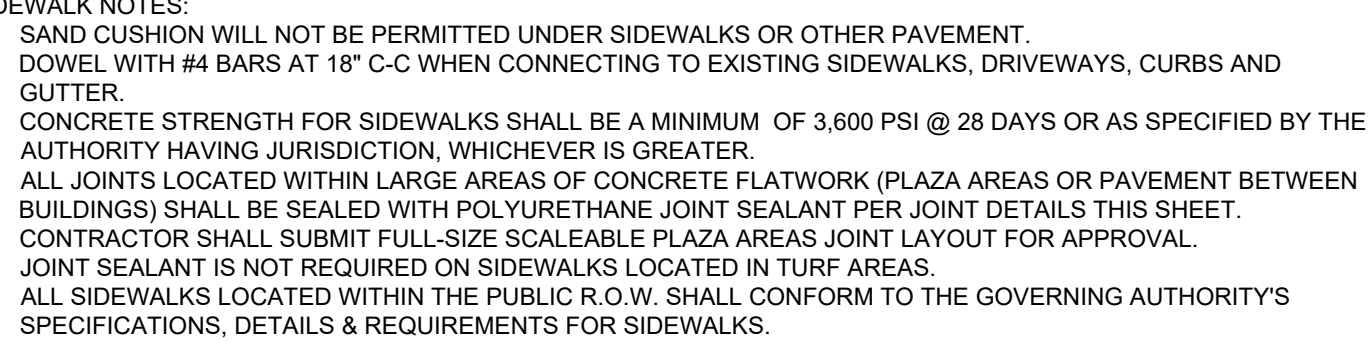 DEWALK NOTES:
SAND CUSHION WILL NOT BE PERMITTED UNDER SIDEWALKS OR OTHER PAVEMENT.
DOWEL WITH #4 BARS AT 18" C-C WHEN CONNECTING TO EXISTING SIDEWALKS, DRIVEWAYS, CURBS AND
GUTTER.
CONCRETE STRENGTH FOR SIDEWALKS SHALL BE A MINIMUM OF 3,600 PSI @ 28 DAYS OR AS SPECIFIED BY THE
AUTHORITY HAVING JURISDICTION, WHICHEVER IS GREATER.
ALL JOINTS LOCATED WITHIN LARGE AREAS OF CONCRETE FLATWORK (PLAZA AREAS OR PAVEMENT BETWEEN
BUILDINGS) SHALL BE SEALED WITH POLYURETHANE JOINT SEALANT PER JOINT DETAILS THIS SHEET.
CONTRACTOR SHALL SUBMIT FULL-SIZE SCALEABLE PLAZA AREAS JOINT LAYOUT FOR APPROVAL.
JOINT SEALANT IS NOT REQUIRED ON SIDEWALKS LOCATED IN TURF AREAS.
ALL SIDEWALKS LOCATED WITHIN THE PUBLIC R.O.W. SHALL CONFORM TO THE GOVERNING AUTHORITY'S
SPECIFICATIONS, DETAILS & REQUIREMENTS FOR SIDEWALKS.